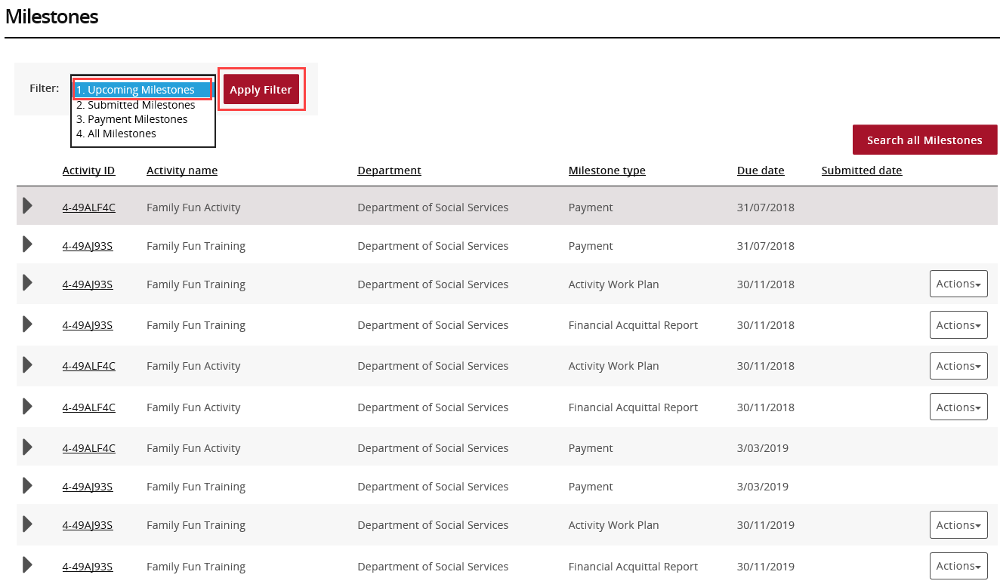 Milestones
Filter:
1. Upcoming Milestones
2. Submitted Milestones
3. Payment Milestones
4. All Milestones
Apply Filter
Search all Milestones
Activity ID Activity name Department Milestone type Due date Submitted date
4-49ALF4C Family Fun Activity Department of Social Services Payment 31/07/2018
4-49AJ93S Family Fun Training Department of Social Services Payment 31/07/2018
4-49AJ93S Family Fun Training Department of Social Services Activity Work Plan 30/11/2018 Actions
4-49AJ93S Family Fun Training Department of Social Services Financial Acquittal Report 30/11/2018 Actions
4-49ALF4C Family Fun Activity Department of Social Services Activity Work Plan 30/11/2018 Actions
4-49ALF4C Family Fun Activity Department of Social Services Financial Acquittal Report 30/11/2018 Actions
4-49ALF4C Family Fun Activity Department of Social Services Payment 3/03/2019
4-49AJ93S Family Fun Training Department of Social Services Payment 3/03/2019
4-49AJ93S Family Fun Training Department of Social Services Activity Work Plan 30/11/2019 Actions
4-49AJ93S Family Fun Training Department of Social Services Financial Acquittal Report 30/11/2019 Actions